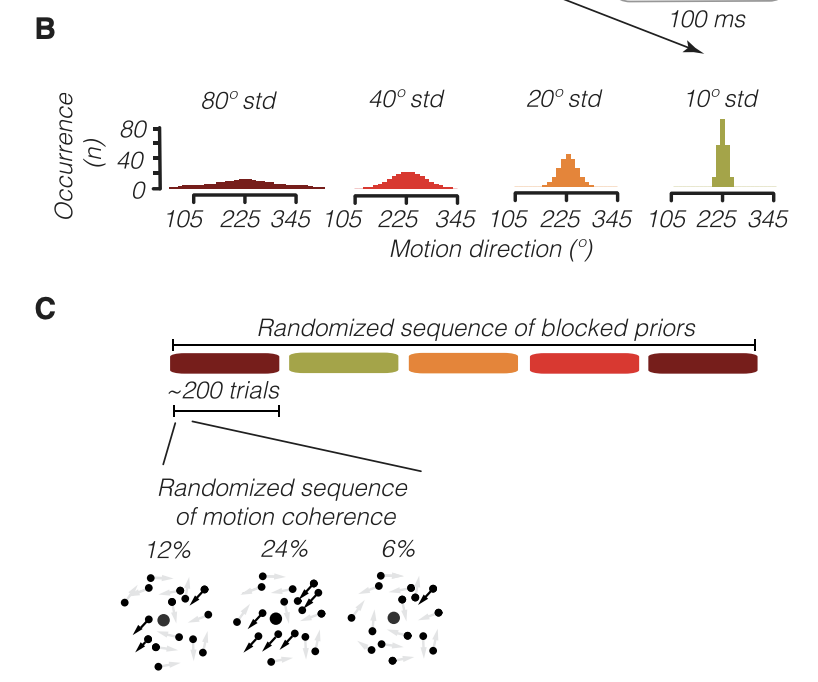 B
100 ms
80° std 40° std 20° std 10° std
Occurrence
(n)
80
40
0
105 225 345 105 225 345 105 225 345 105 225 345
Motion direction (°)
C
Randomized sequence of blocked priors
~200 trials
Randomized sequence
of motion coherence
12% 24% 6%